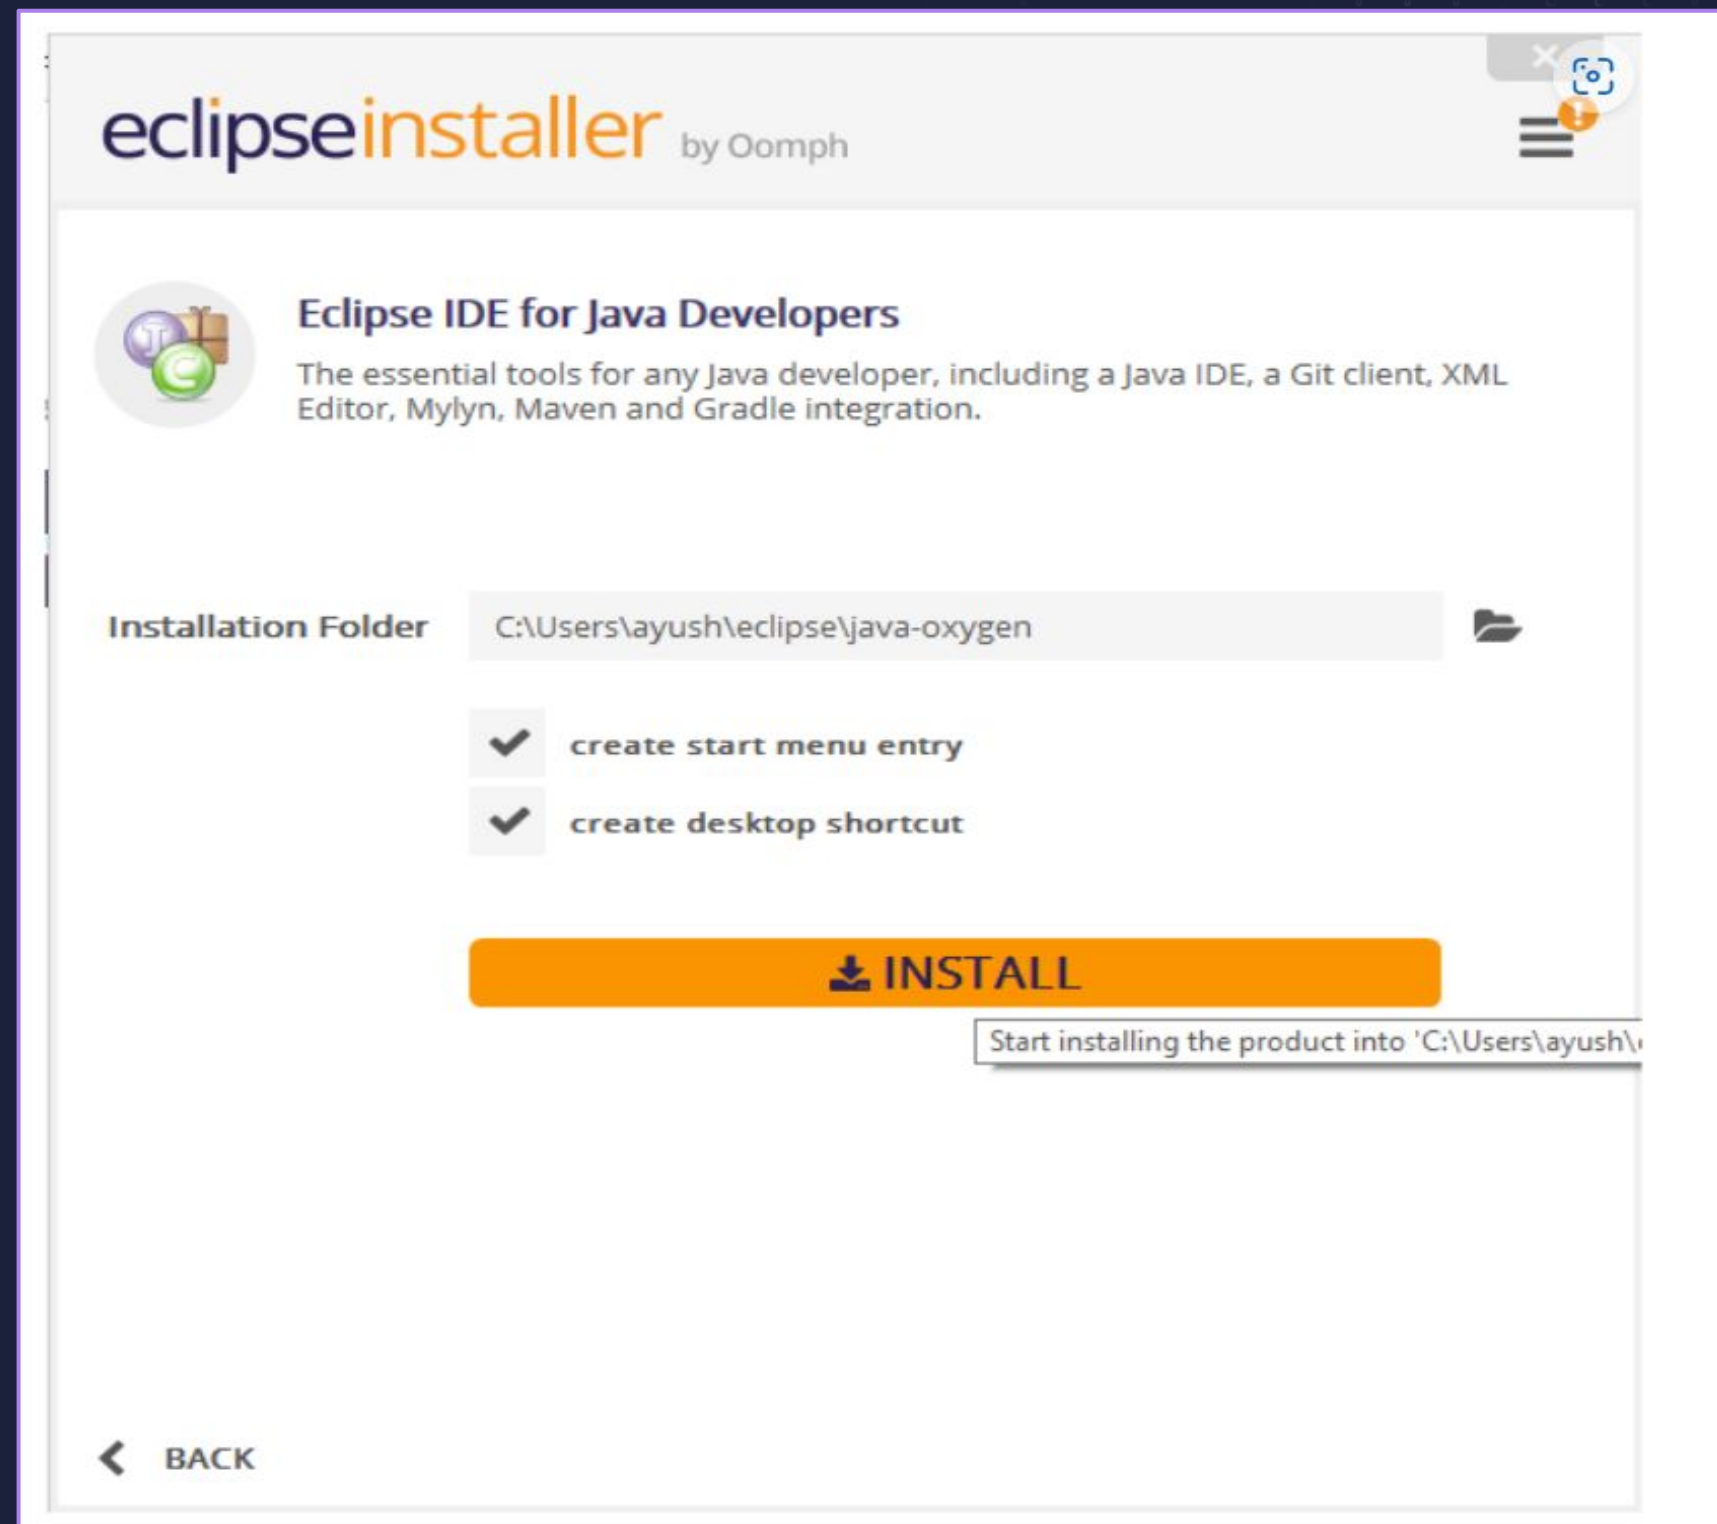 eclipseinstaller by Oomph
Eclipse IDE for Java Developers
The essential tools for any Java developer, including a Java IDE, a Git client, XML
Editor, Mylyn, Maven and Gradle integration.
Installation Folder C:\Users\ayush\eclipse\java-oxygen
create start menu entry
create desktop shortcut
INSTALL
Start installing the product into 'C:\Users\ayush\
BACK